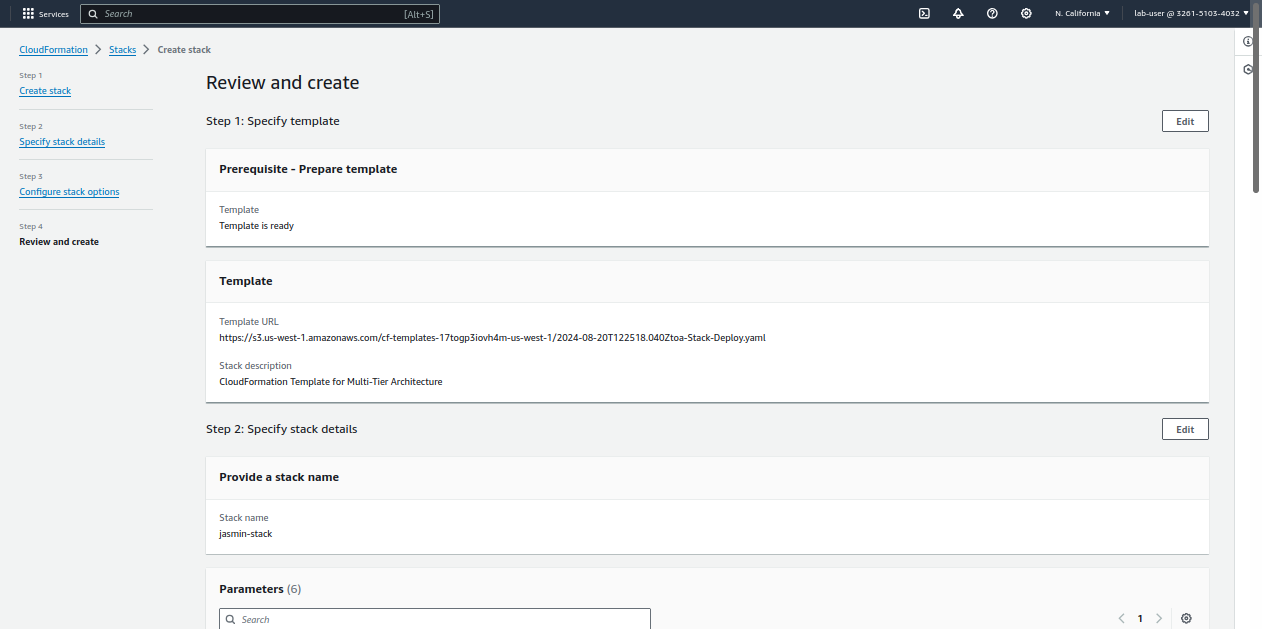 Services
Search
[Alt+S]
N. California
lab-user @ 3261-5103-4032
CloudFormation
Stacks
Create stack
Step 1
Create stack
Step 2
Specify stack details
Step 3
Configure stack options
Step 4
Review and create
Review and create
Step 1: Specify template
Edit
Prerequisite - Prepare template
Template
Template is ready
Template
Template URL
https://s3.us-west-1.amazonaws.com/cf-templates-17togp3iovh4m-us-west-1/2024-08-20T122518.040Ztoa-Stack-Deploy.yaml
Stack description
CloudFormation Template for Multi-Tier Architecture
Step 2: Specify stack details
Edit
Provide a stack name
Stack name
jasmin-stack
Parameters (6)
Search
1